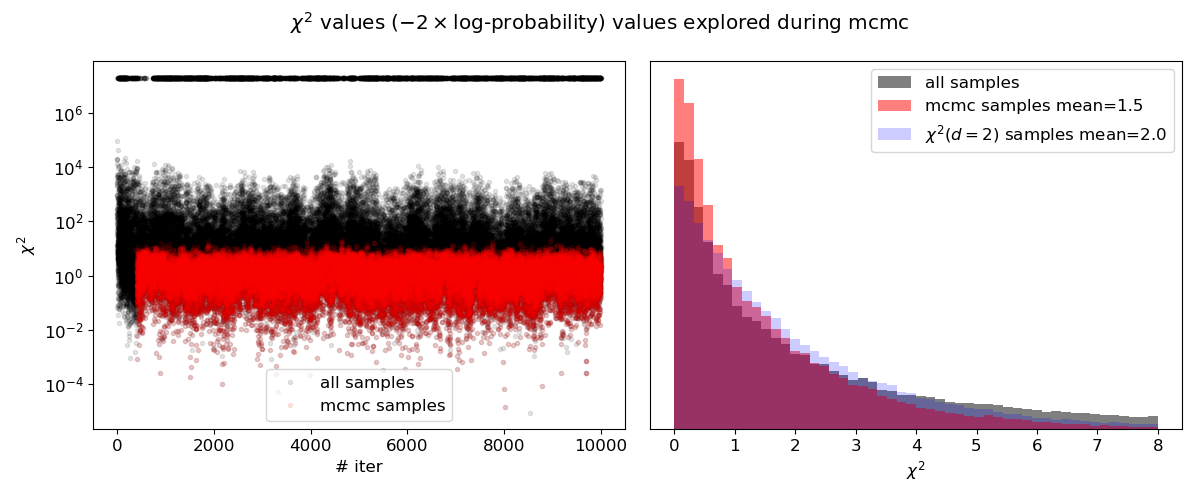 χ² values (−2 × log-probability) values explored during mcmc
χ²
10⁶
10⁴
10²
10⁰
10⁻²
10⁻⁴
all samples
mcmc samples
0 2000 4000 6000 8000 10000
# iter
all samples
mcmc samples mean=1.5
χ²(d = 2) samples mean=2.0
0 1 2 3 4 5 6 7 8
χ²